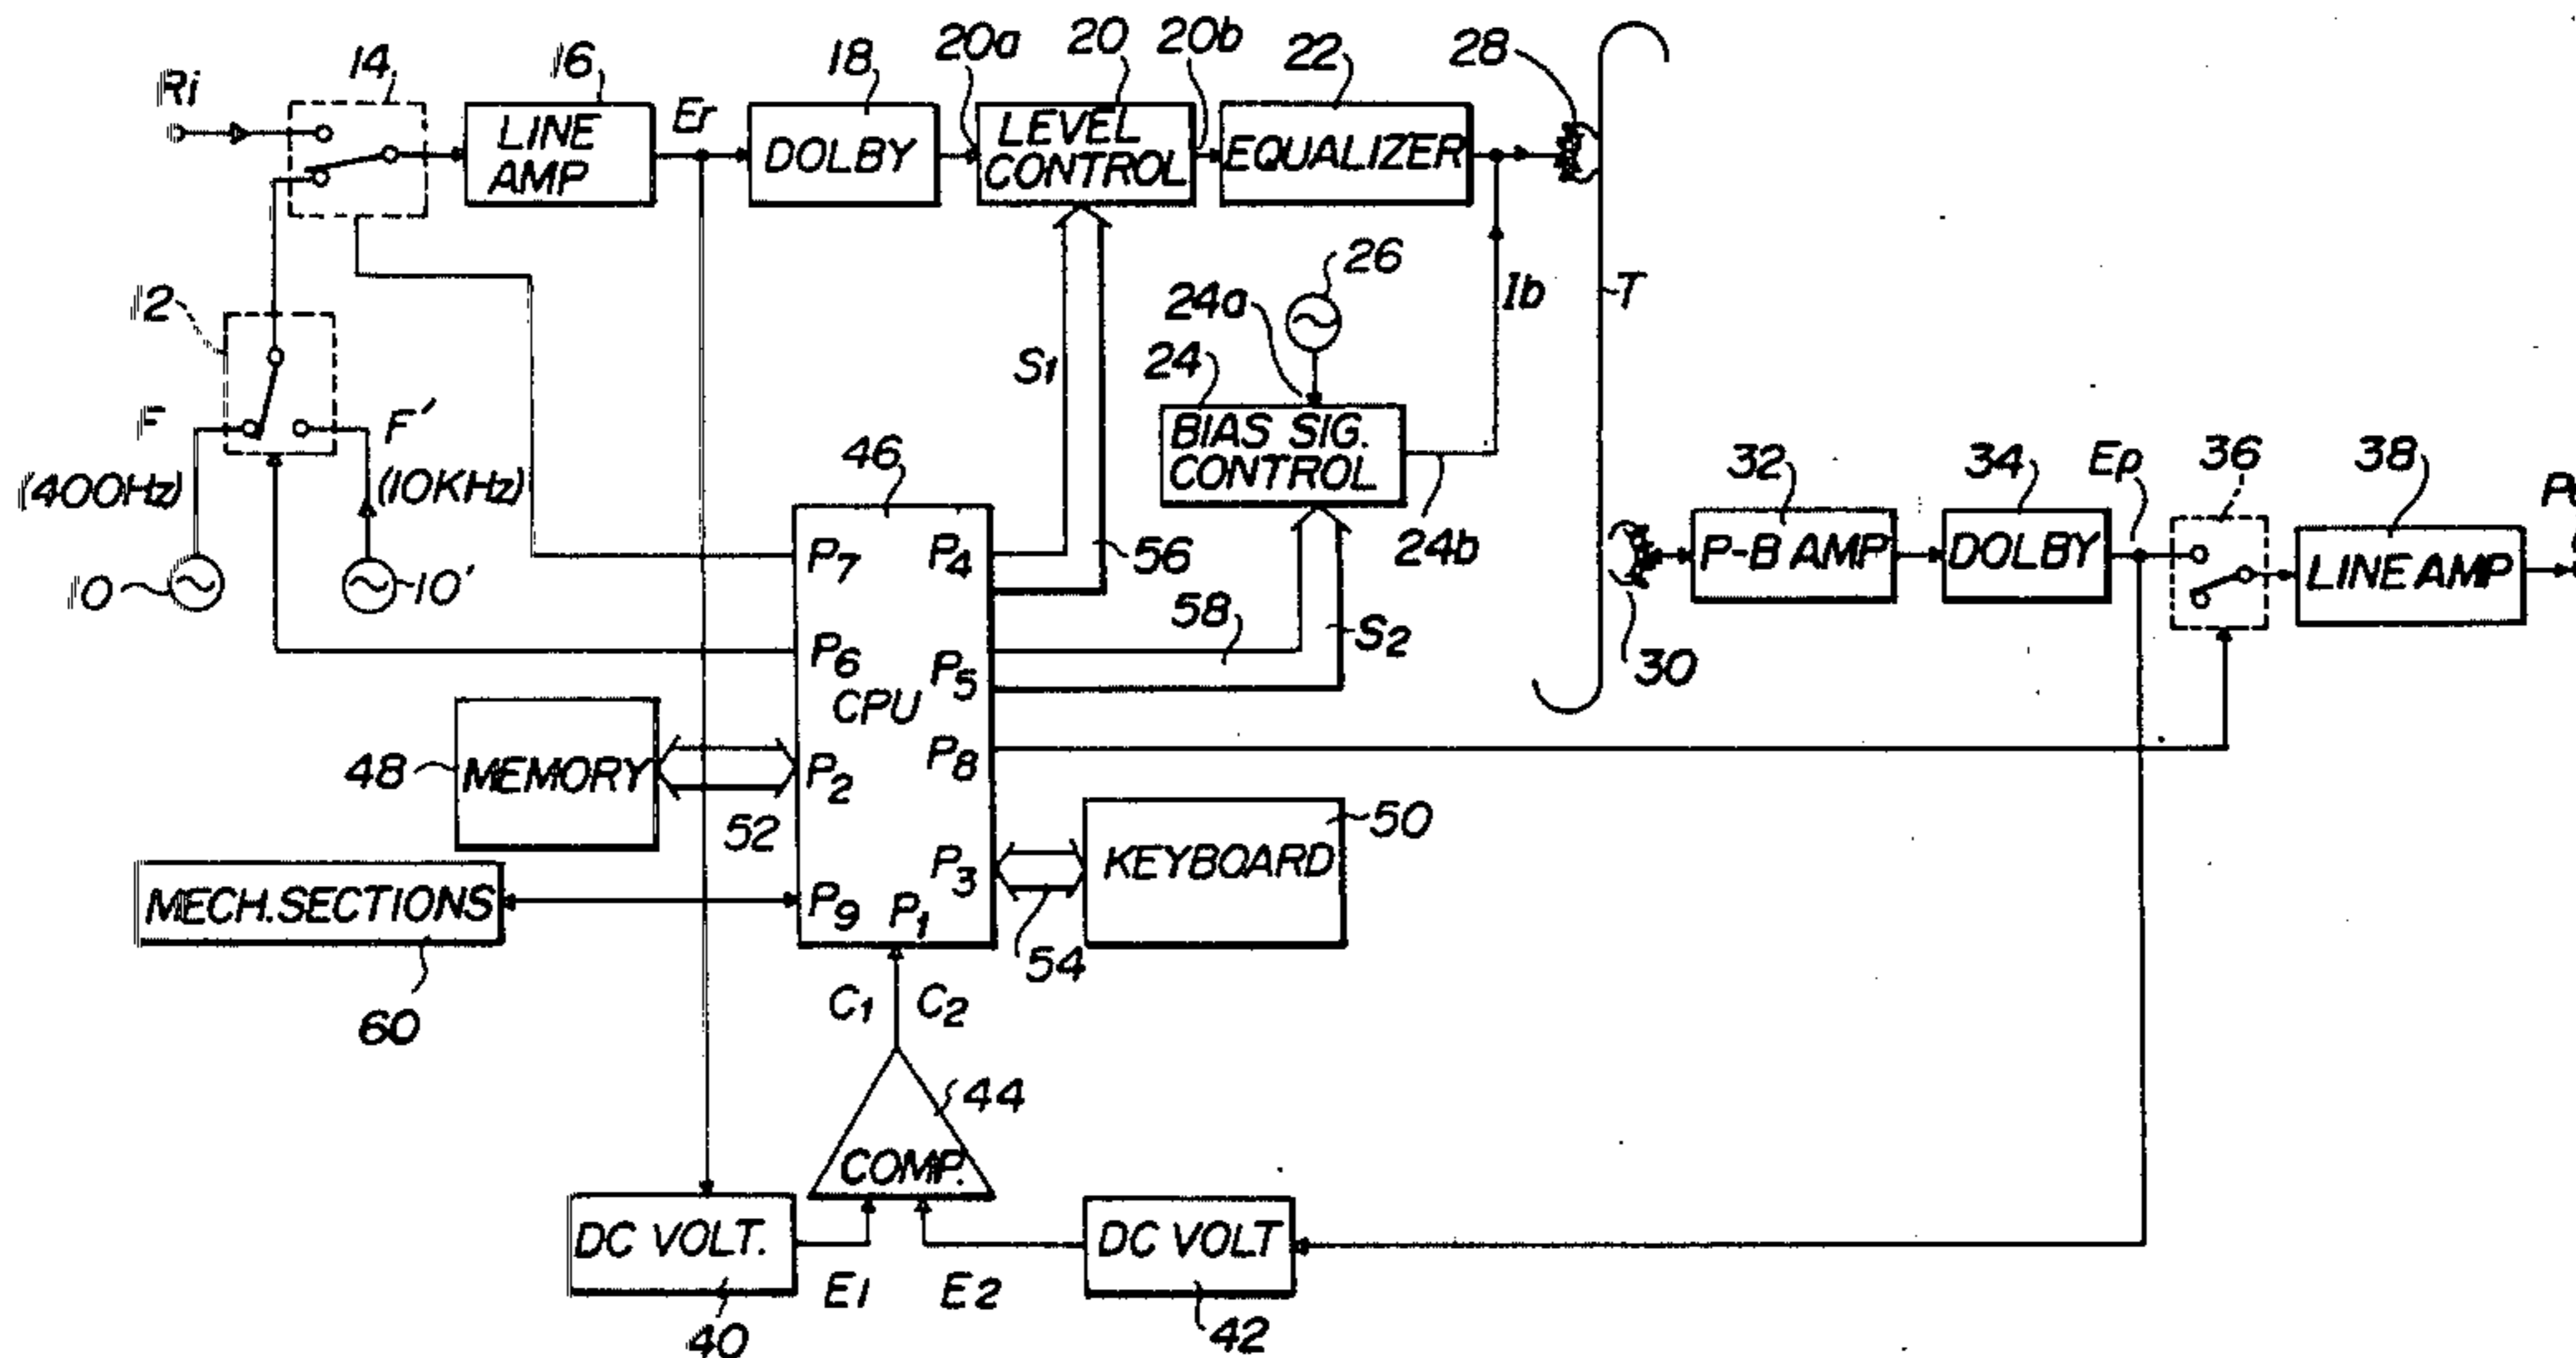 Ri
14
16
Er
18
20a
20
20b
22
28
LINE
AMP
DOLBY
LEVEL
CONTROL
EQUALIZER
12
26
24a
Ib
T
24
S1
F
F'
(400Hz)
(10KHz)
46
BIAS SIG.
CONTROL
24b
32
34
Ep
36
38
10
10'
P7
P4
56
P-B AMP
DOLBY
LINE AMP
58
S2
30
P6
P5
CPU
48
MEMORY
P2
P8
52
50
KEYBOARD
P3
MECH. SECTIONS
P9
P1
54
60
C1
C2
44
COMP.
DC VOLT.
DC VOLT
E1
E2
40
42